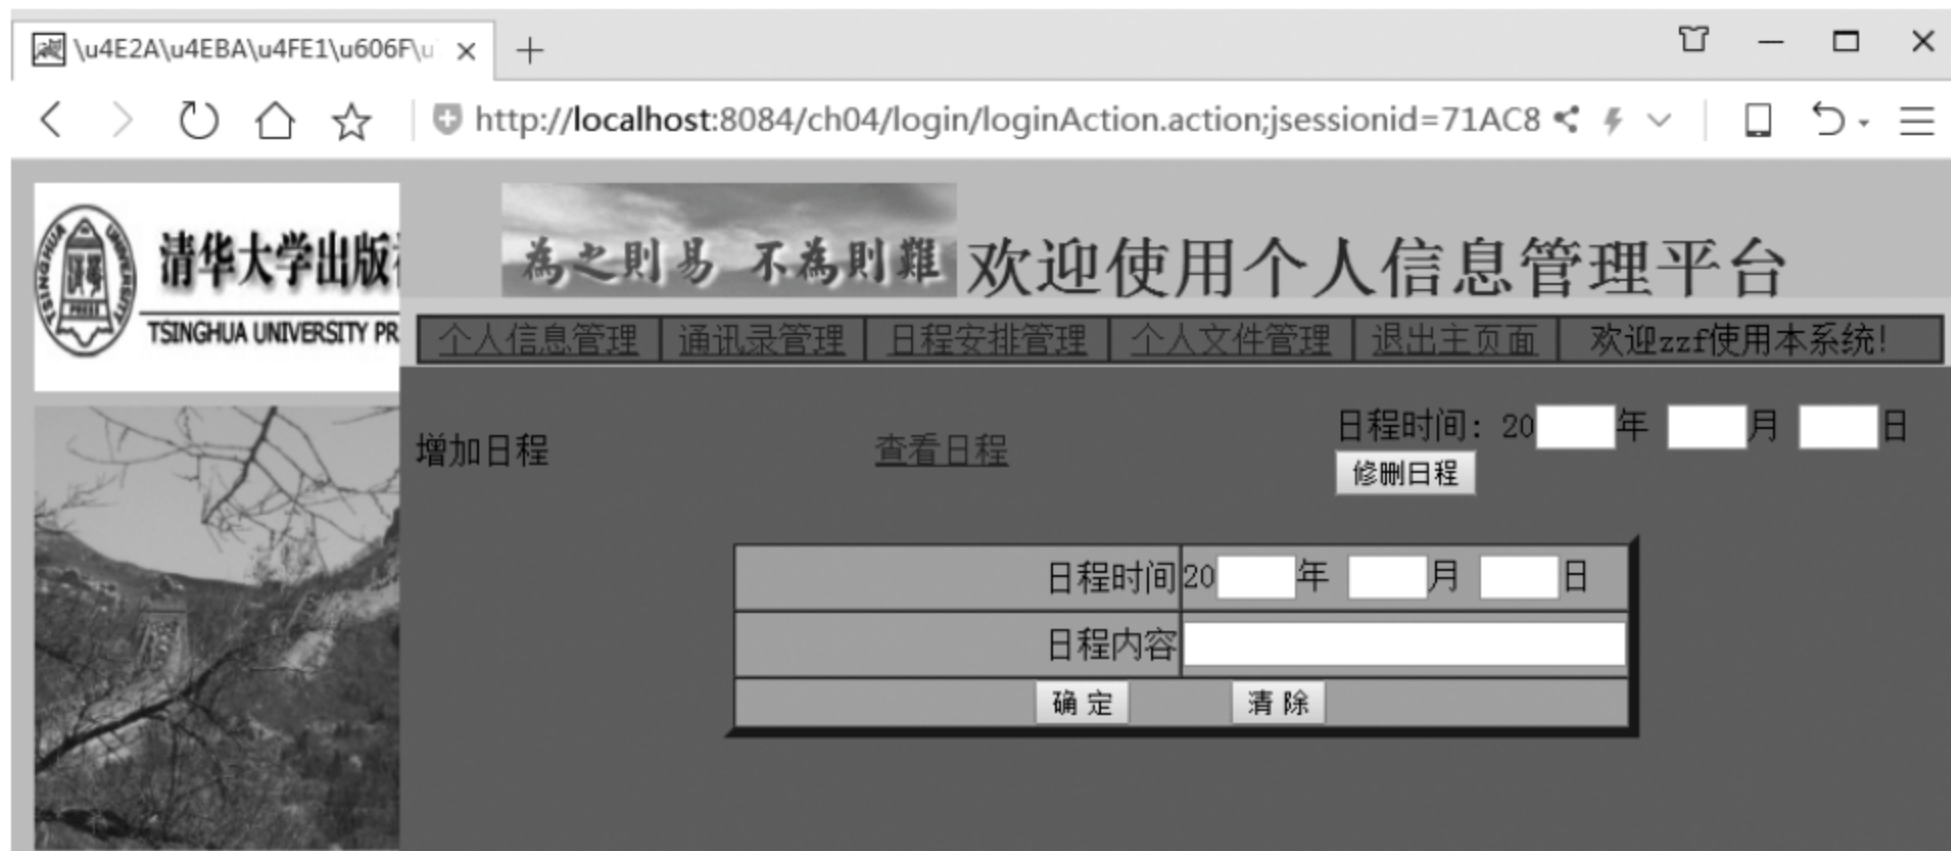 \u4E2A\u4EBA\u4FE1\u606F\u
http://localhost:8084/ch04/login/loginAction.action;jsessionid=71AC8
清华大学出版
TSINGHUA UNIVERSITY PR
TSINGHUA UNIVERSITY
PRESS
為之則易 不為則難
欢迎使用个人信息管理平台
个人信息管理 通讯录管理 日程安排管理 个人文件管理 退出主页面 欢迎zzf使用本系统!
增加日程 查看日程 日程时间: 20 年 月 日
修删日程
日程时间 20 年 月 日
日程内容
确 定 清 除